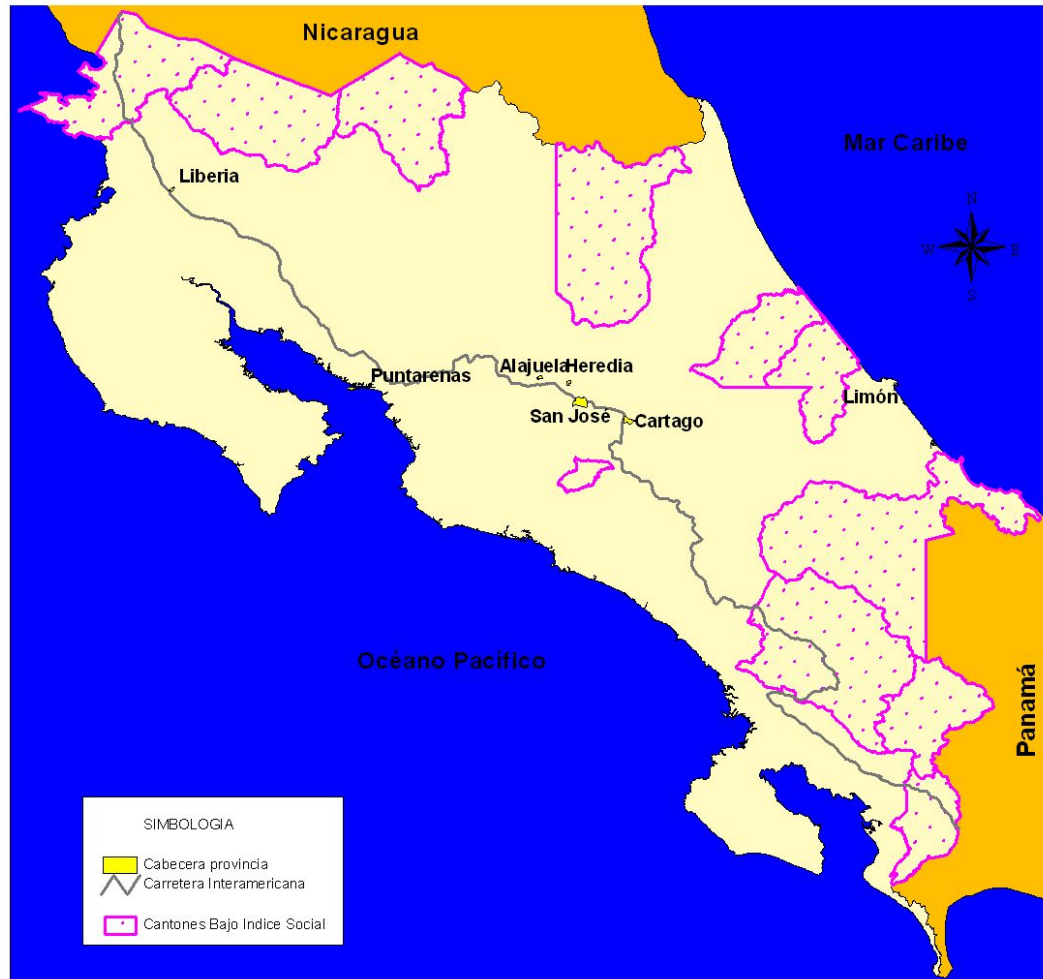 Nicaragua
Mar Caribe
N
W E
S
Liberia
Puntarenas
Alajuela
Heredia
San José
Cartago
Limón
Océano Pacífico
Panamá
SIMBOLOGIA
Cabecera provincia
Carretera Interamericana
Cantones Bajo Indice Social